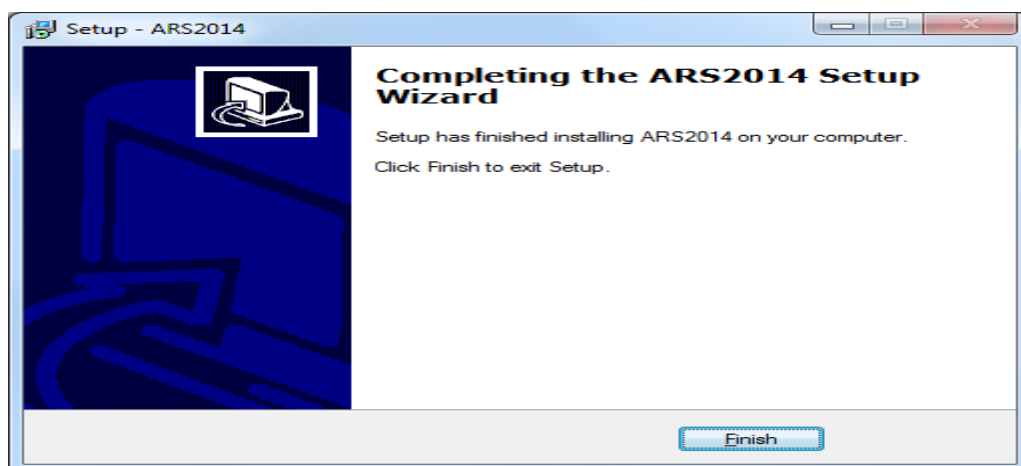 Setup - ARS2014
Completing the ARS2014 Setup
Wizard
Setup has finished installing ARS2014 on your computer.
Click Finish to exit Setup.
Finish